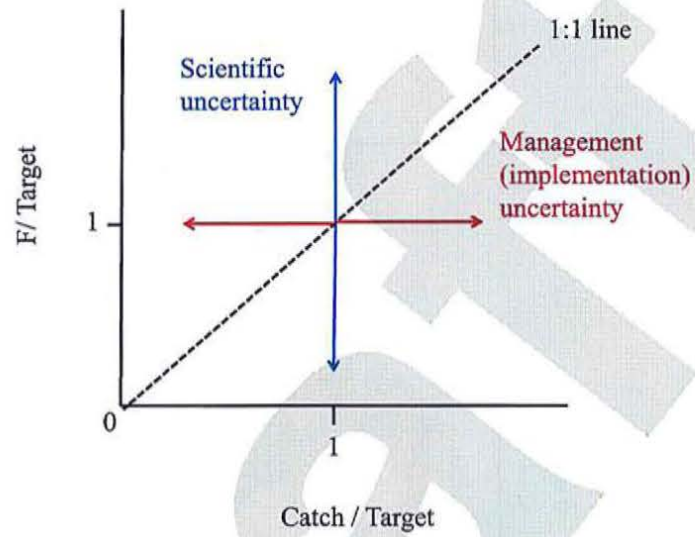 1:1 line
Scientific
uncertainty
Management
(implementation)
uncertainty
F/ Target
1
0
1
Catch / Target